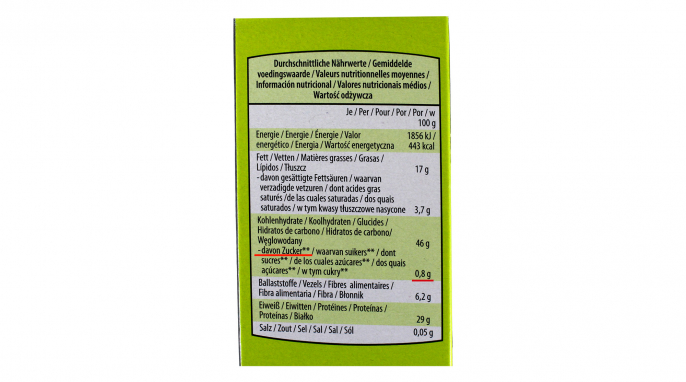 Durchschnittliche Nährwerte / Gemiddelde
voedingswaarde / Valeurs nutritionnelles moyennes /
Información nutricional / Valores nutricionais médios /
Wartość odżywcza
Je / Per / Pour / Por / Por / w
100 g
Energie / Energie / Énergie / Valor
energético / Energia / Wartość energetyczna
1856 kJ /
443 kcal
Fett / Vetten / Matières grasses / Grasas /
Lípidos / Tłuszcz
17 g
-davon gesättigte Fettsäuren / waarvan
verzadigde vetzuren / dont acides gras
saturés /de las cuales saturadas / dos quais
saturados / w tym kwasy tłuszczowe nasycone
3,7 g
Kohlenhydrate / Koolhydraten / Glucides /
Hidratos de carbono / Hidratos de carbono/
Węglowodany
46 g
-davon Zucker** / waarvan suikers** / dont
sucres** / de los cuales azúcares** / dos quais
açúcares** / w tym cukry**
0,8 g
Ballaststoffe / Vezels / Fibres alimentaires /
Fibra alimentaria / Fibra / Błonnik
6,2 g
Eiweiß / Eiwitten / Protéines / Proteínas /
Proteínas / Białko
29 g
Salz / Zout / Sel / Sal / Sal / Sól
0,05 g